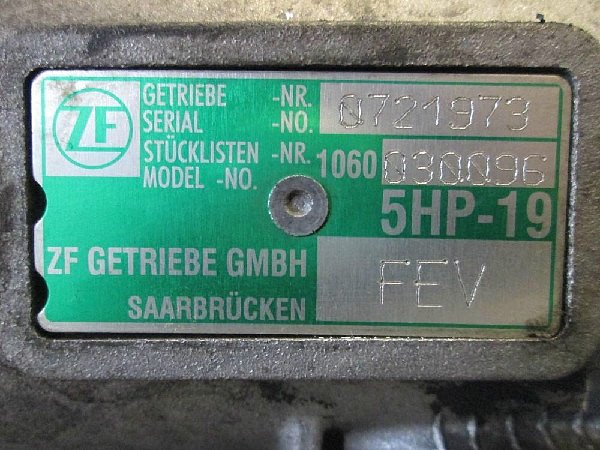 ZF
GETRIEBE -NR.
SERIAL -NO. 0721973
STÜCKLISTEN -NR.
MODEL -NO. 1060 030096
5HP-19
ZF GETRIEBE GMBH
SAARBRÜCKEN
FEV